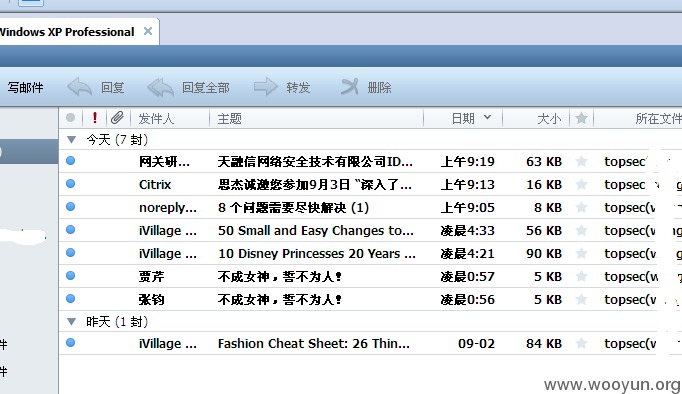 Windows XP Professional
写邮件 回复 回复全部 转发 删除
发件人 主题 日期 大小 所在文件
今天 (7 封)
网关研... 天融信网络安全技术有限公司ID... 上午9:19 63 KB topsec(
Citrix 思杰诚邀您参加9月3日 “深入了... 上午9:13 16 KB topsec(
noreply... 8 个问题需要尽快解决 (1) 上午9:05 8 KB topsec(w
iVillage ... 50 Small and Easy Changes to... 凌晨4:33 56 KB topsec(w ng
iVillage ... 10 Disney Princesses 20 Years ... 凌晨4:21 90 KB topsec(w g
贾芹 不成女神，誓不为人！ 凌晨0:57 5 KB topsec(w
张钧 不成女神，誓不为人！ 凌晨0:56 5 KB topsec(w
昨天 (1 封)
iVillage ... Fashion Cheat Sheet: 26 Thin... 09-02 84 KB topsec(w
件
件
www.wooyun.org